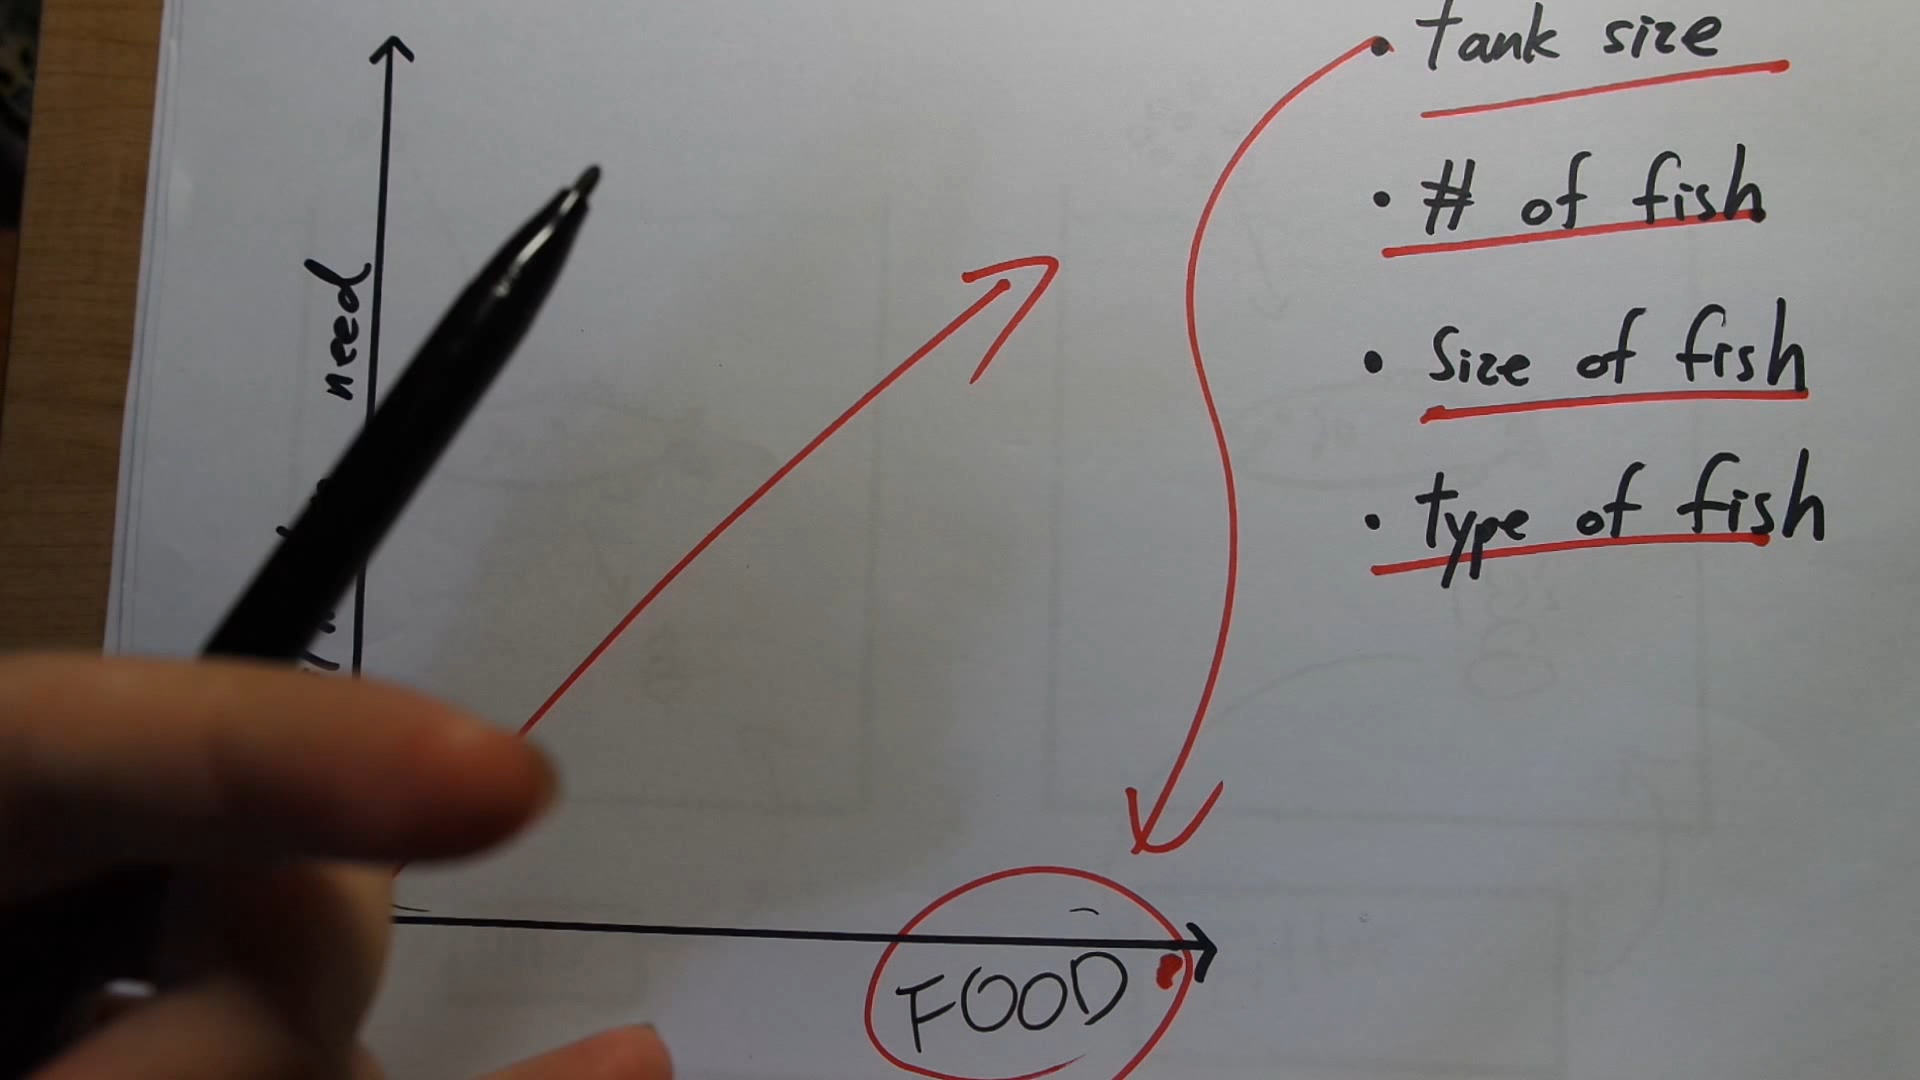 Tank size
# of fish
Size of fish
type of fish
need
FOOD